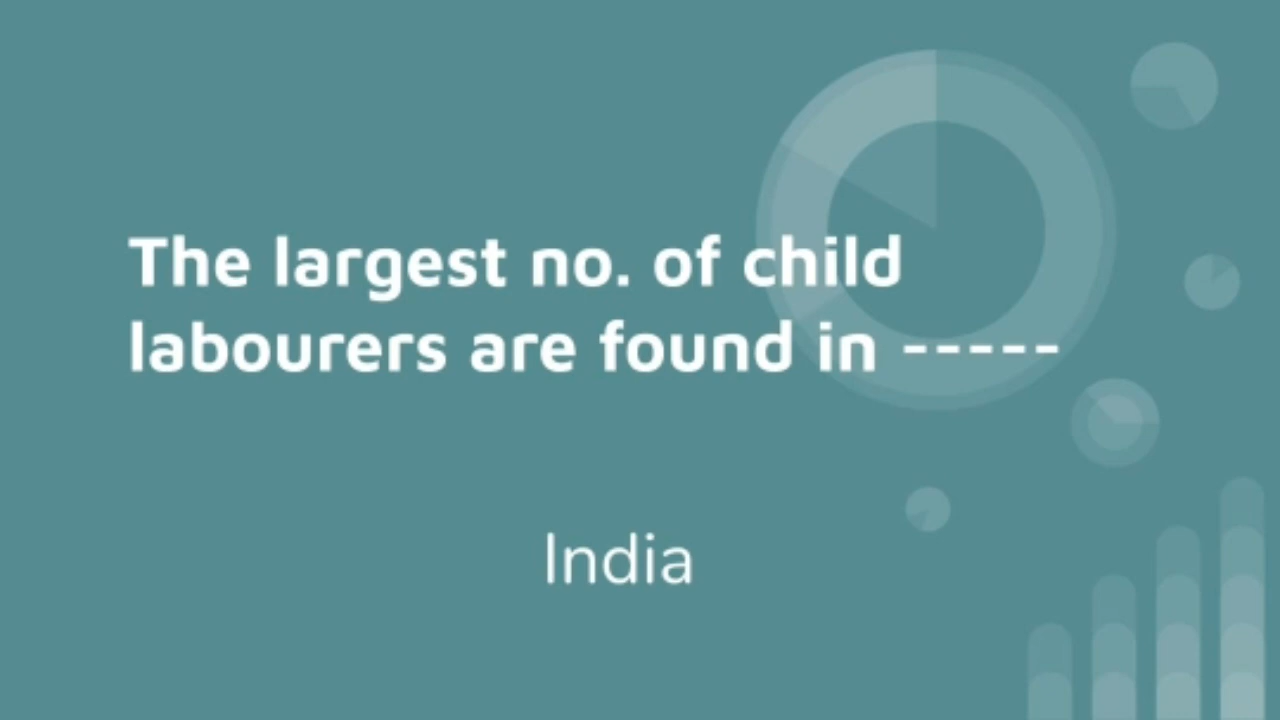 The largest no. of child
labourers are found in -----
India